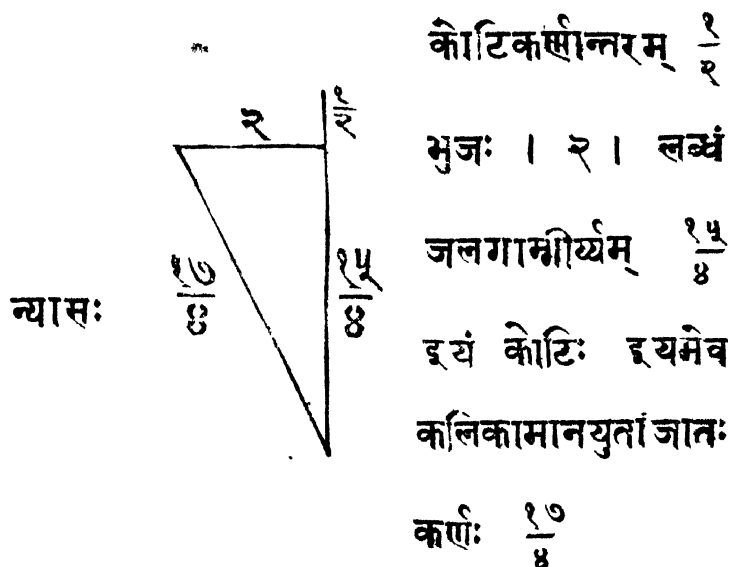 कोटिकर्णान्तरम् १/२
२
१/२
भुजः । २ । लब्धं
जलगाम्भीर्य्यम् १५/४
न्यासः
१७/४
१५/४
इयं कोटिः इयमेव
कलिकामानयुतां जातः
कर्णः १७/४